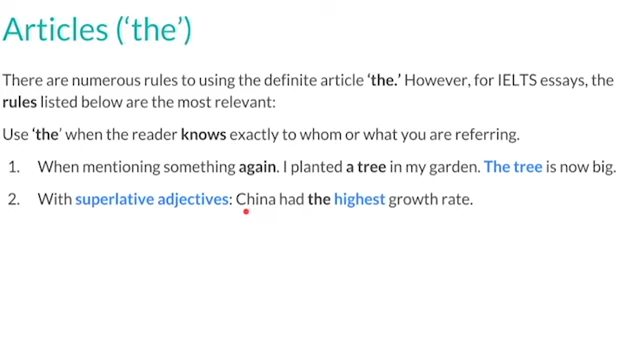 Articles (‘the’)
There are numerous rules to using the definite article ‘the.’ However, for IELTS essays, the
rules listed below are the most relevant:
Use ‘the’ when the reader knows exactly to whom or what you are referring.
1. When mentioning something again. I planted a tree in my garden. The tree is now big.
2. With superlative adjectives: China had the highest growth rate.